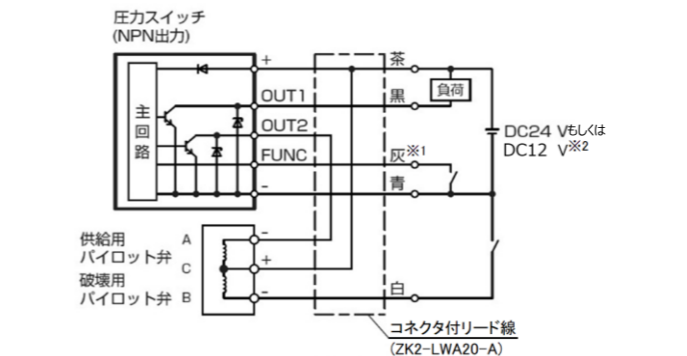 圧力スイッチ
(NPN出力)
+
茶
主回路
OUT1
黒
負荷
OUT2
DC24 Vもしくは
DC12 V※2
FUNC
灰※1
-
青
供給用
パイロット弁
A
-
C
+
破壊用
パイロット弁
B
-
白
コネクタ付リード線
(ZK2-LWA20-A)